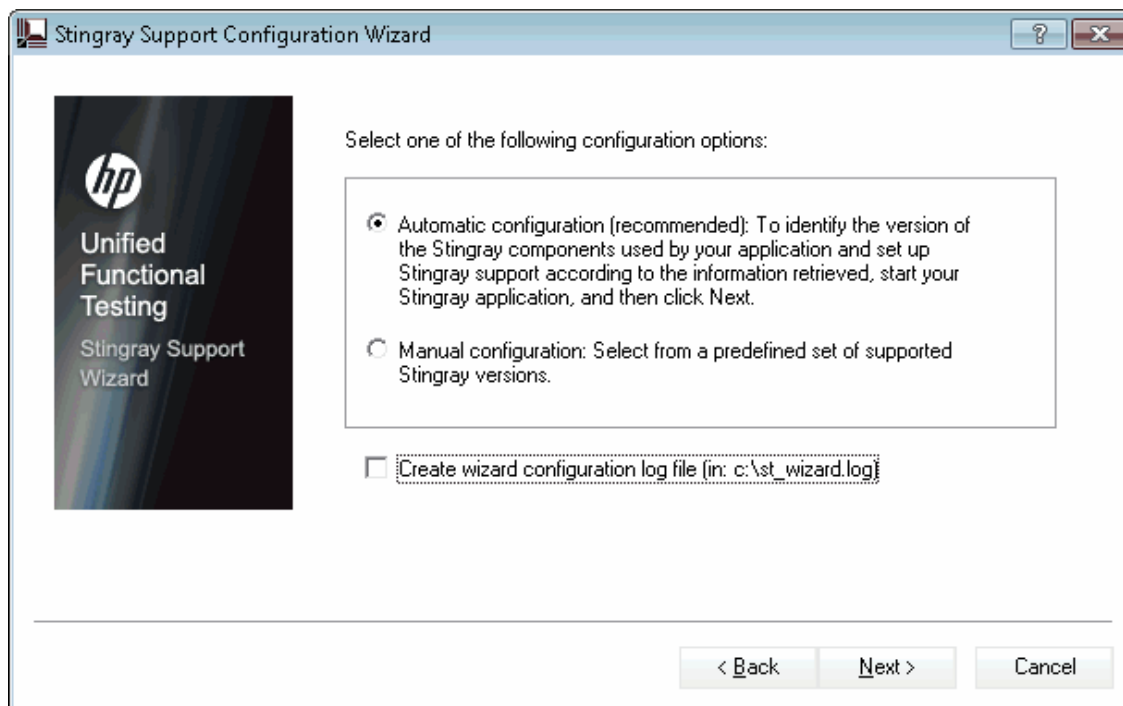 Stingray Support Configuration Wizard
?
hp
Unified
Functional
Testing
Stingray Support
Wizard
Select one of the following configuration options:
Automatic configuration (recommended): To identify the version of
the Stingray components used by your application and set up
Stingray support according to the information retrieved, start your
Stingray application, and then click Next.
Manual configuration: Select from a predefined set of supported
Stingray versions.
Create wizard configuration log file (in: c:\st_wizard.log)
< Back
Next >
Cancel